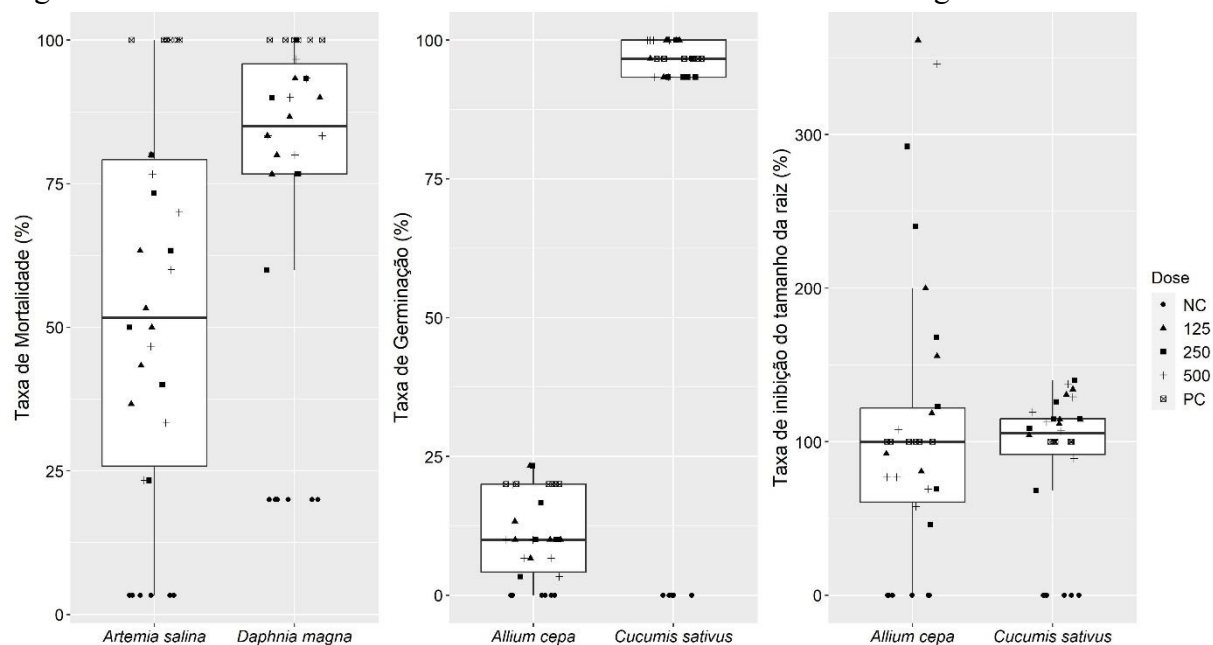 Taxa de Mortalidade (%)
100
75
50
25
0
Artemia salina
Daphnia magna
Taxa de Germinação (%)
100
75
50
25
0
Allium cepa
Cucumis sativus
Taxa de inibição do tamanho da raiz (%)
300
200
100
0
Allium cepa
Cucumis sativus
Dose
NC
125
250
500
PC